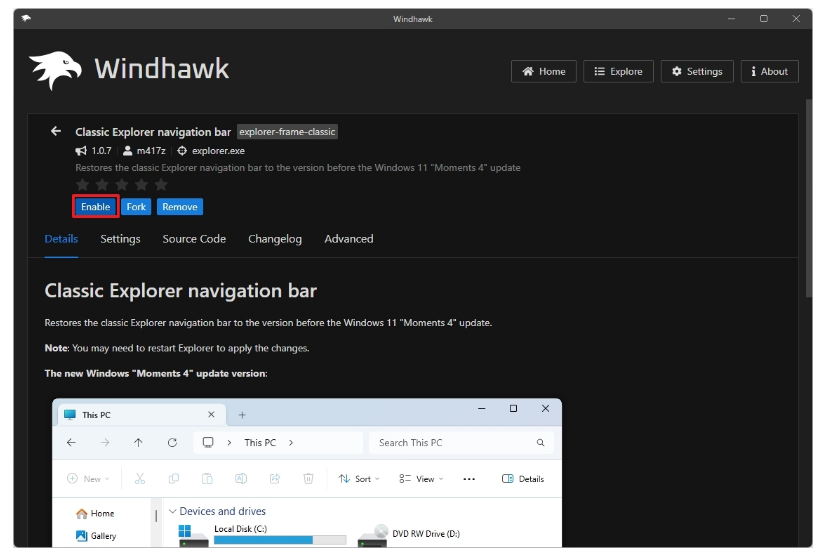 Windhawk
Windhawk
Home Explore Settings About
Classic Explorer navigation bar explorer-frame-classic
1.0.7 m417z explorer.exe
Restores the classic Explorer navigation bar to the version before the Windows 11 "Moments 4" update
Enable Fork Remove
Details Settings Source Code Changelog Advanced
Classic Explorer navigation bar
Restores the classic Explorer navigation bar to the version before the Windows 11 "Moments 4" update.
Note: You may need to restart Explorer to apply the changes.
The new Windows "Moments 4" update version:
This PC
This PC Search This PC
New Sort View Details
Home Devices and drives
Gallery Local Disk (C:) DVD RW Drive (D:)